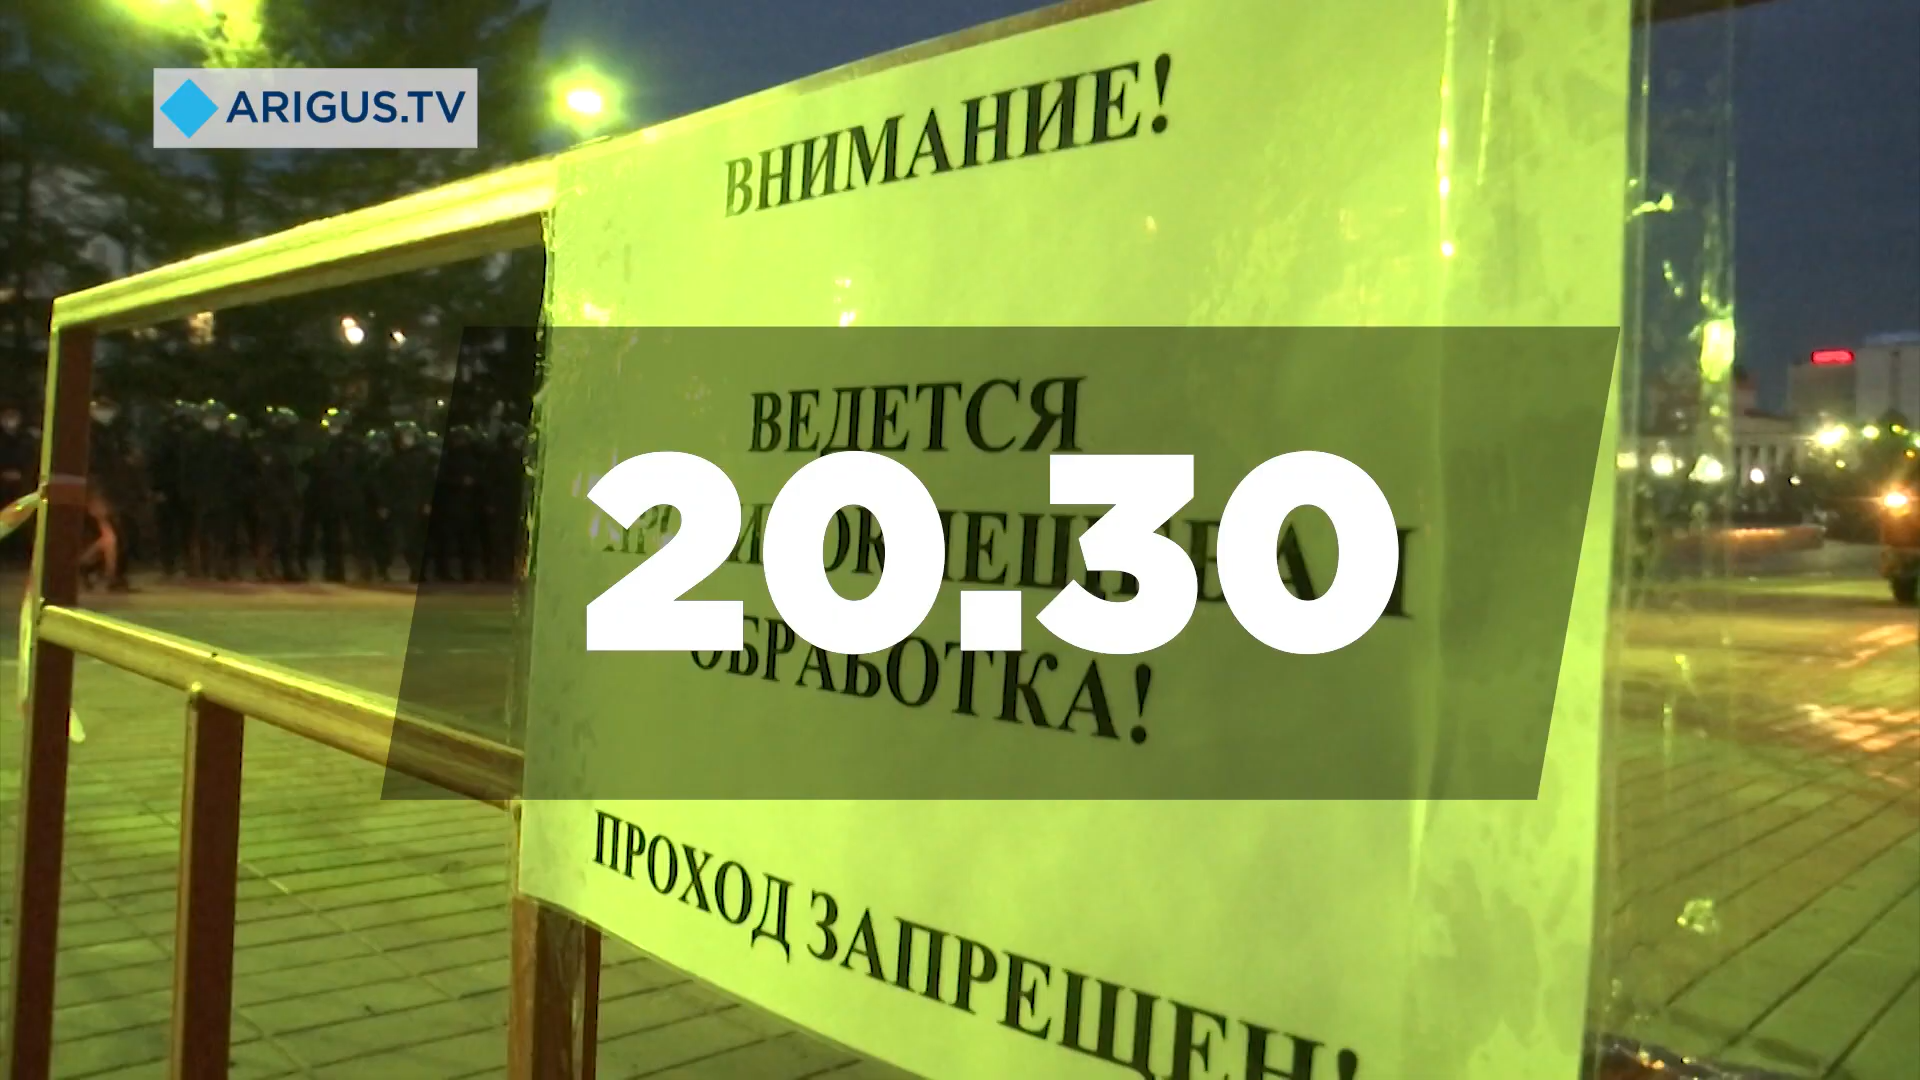 ARIGUS.TV
ВНИМАНИЕ!
ВЕДЕТСЯ
20.30
ОБРАБОТКА!
ПРОХОД ЗАПРЕЩЕН!